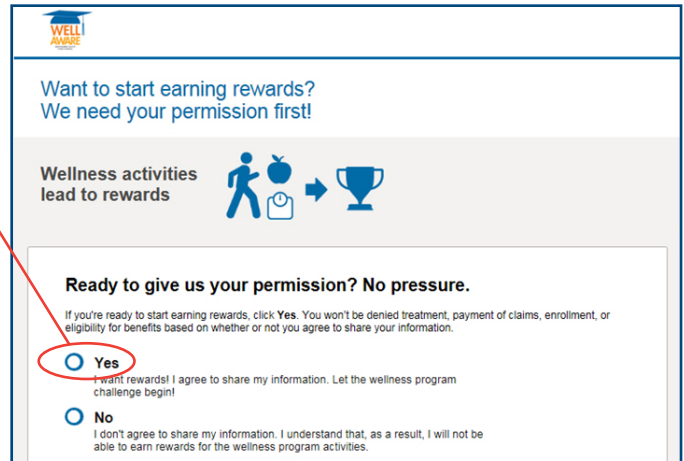 WELL
AWARE
Want to start earning rewards?
We need your permission first!
Wellness activities
lead to rewards
Ready to give us your permission? No pressure.
If you're ready to start earning rewards, click Yes. You won't be denied treatment, payment of claims, enrollment, or
eligibility for benefits based on whether or not you agree to share your information.
Yes
I want rewards! I agree to share my information. Let the wellness program
challenge begin!
No
I don't agree to share my information. I understand that, as a result, I will not be
able to earn rewards for the wellness program activities.